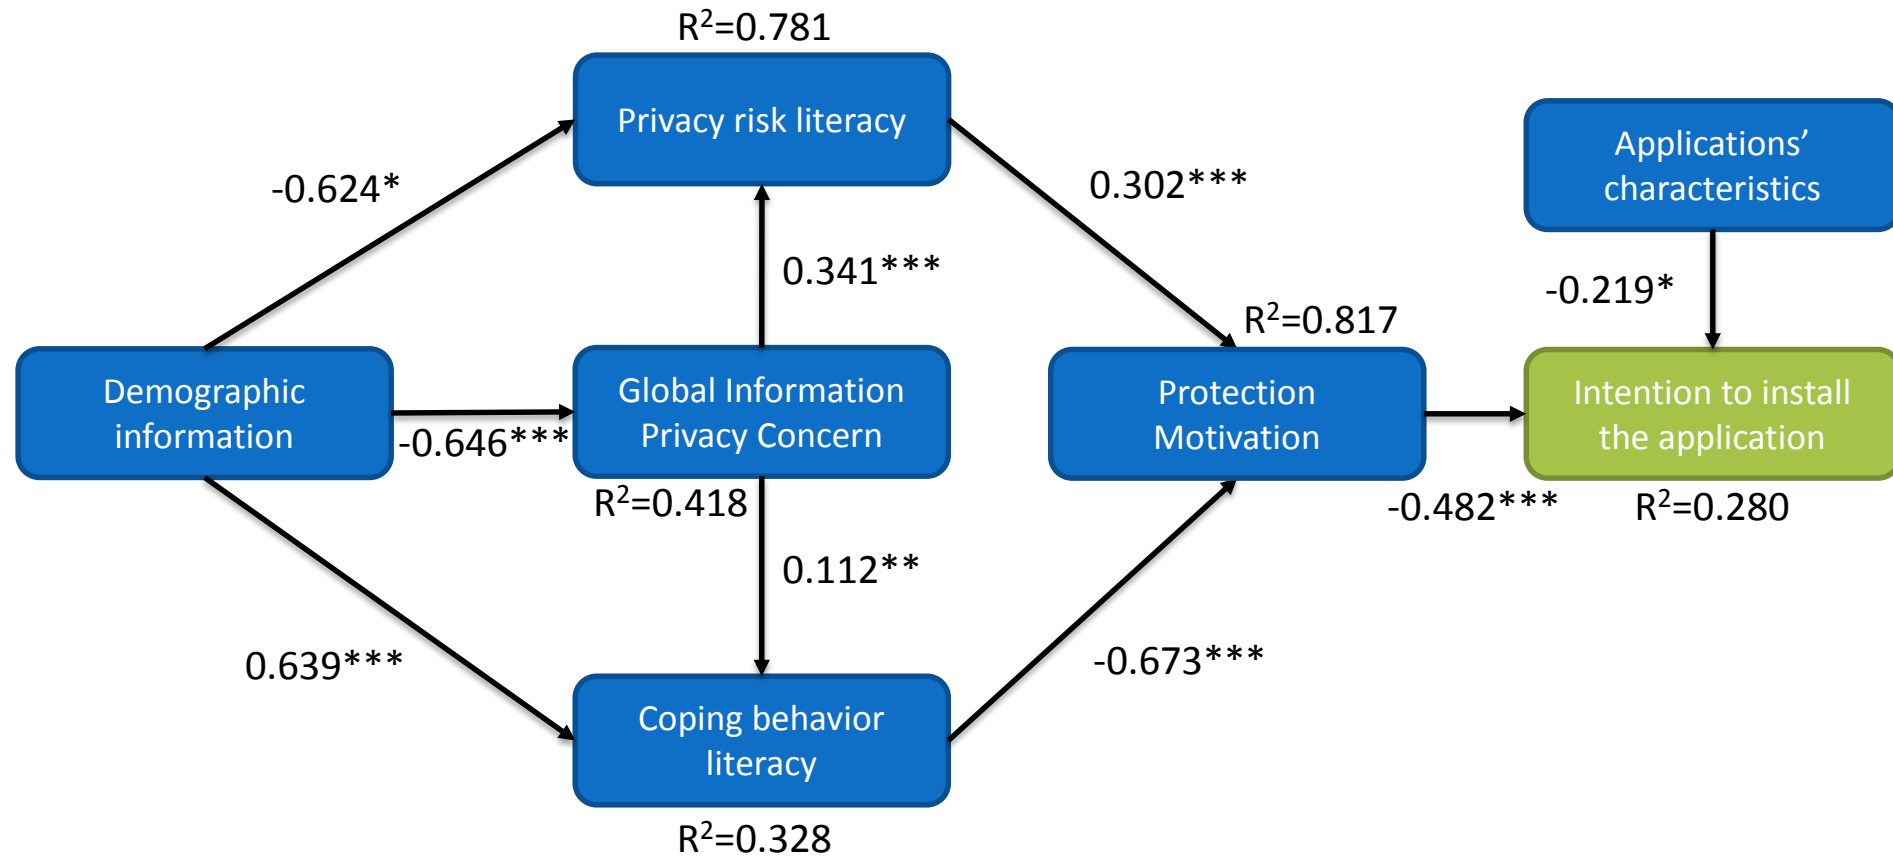 R²=0.781
Privacy risk literacy
Applications’
characteristics
-0.624*
0.302***
0.341***
-0.219*
R²=0.817
Demographic
information
-0.646***
Global Information
Privacy Concern
R²=0.418
Protection
Motivation
-0.482***
Intention to install
the application
R²=0.280
0.112**
0.639***
-0.673***
Coping behavior
literacy
R²=0.328